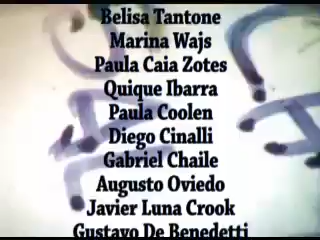 Belisa Tantone
Marina Wajs
Paula Caia Zotes
Quique Ibarra
Paula Coolen
Diego Cinalli
Gabriel Chaile
Augusto Oviedo
Javier Luna Crook
Gustavo De Benedetti